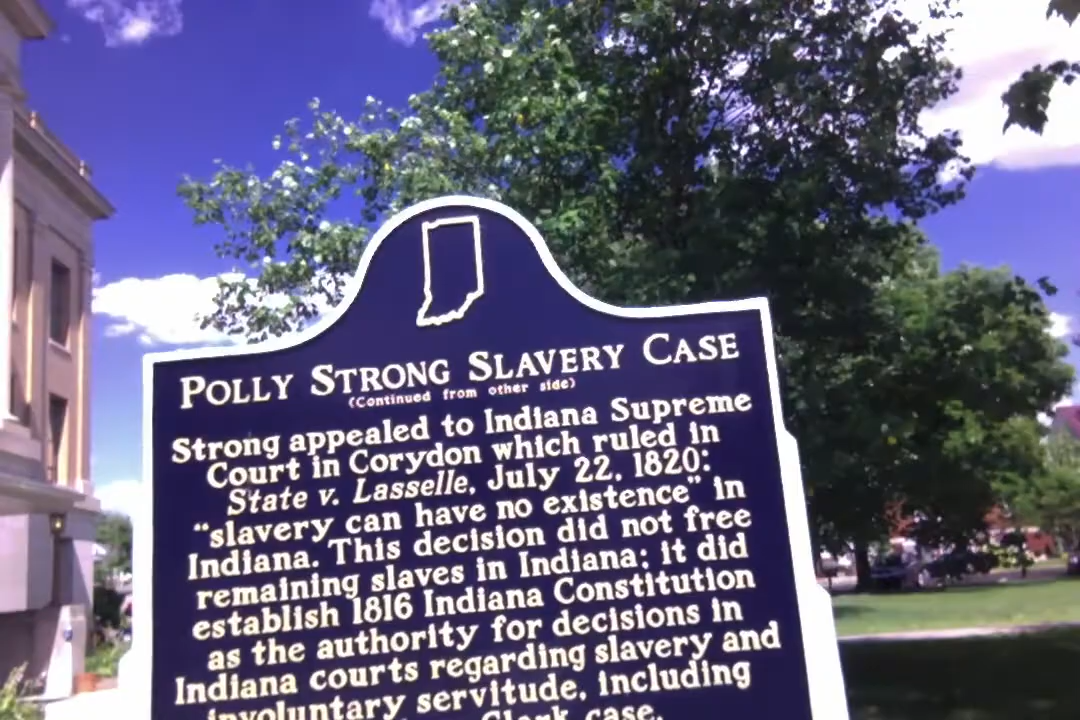 POLLY STRONG SLAVERY CASE
(Continued from other side)
Strong appealed to Indiana Supreme
Court in Corydon which ruled in
State v. Lasselle, July 22, 1820:
“slavery can have no existence” in
Indiana. This decision did not free
remaining slaves in Indiana; it did
establish 1816 Indiana Constitution
as the authority for decisions in
Indiana courts regarding slavery and
involuntary servitude, including
Clark case.